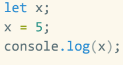 let x;
x = 5;
console.log(x);